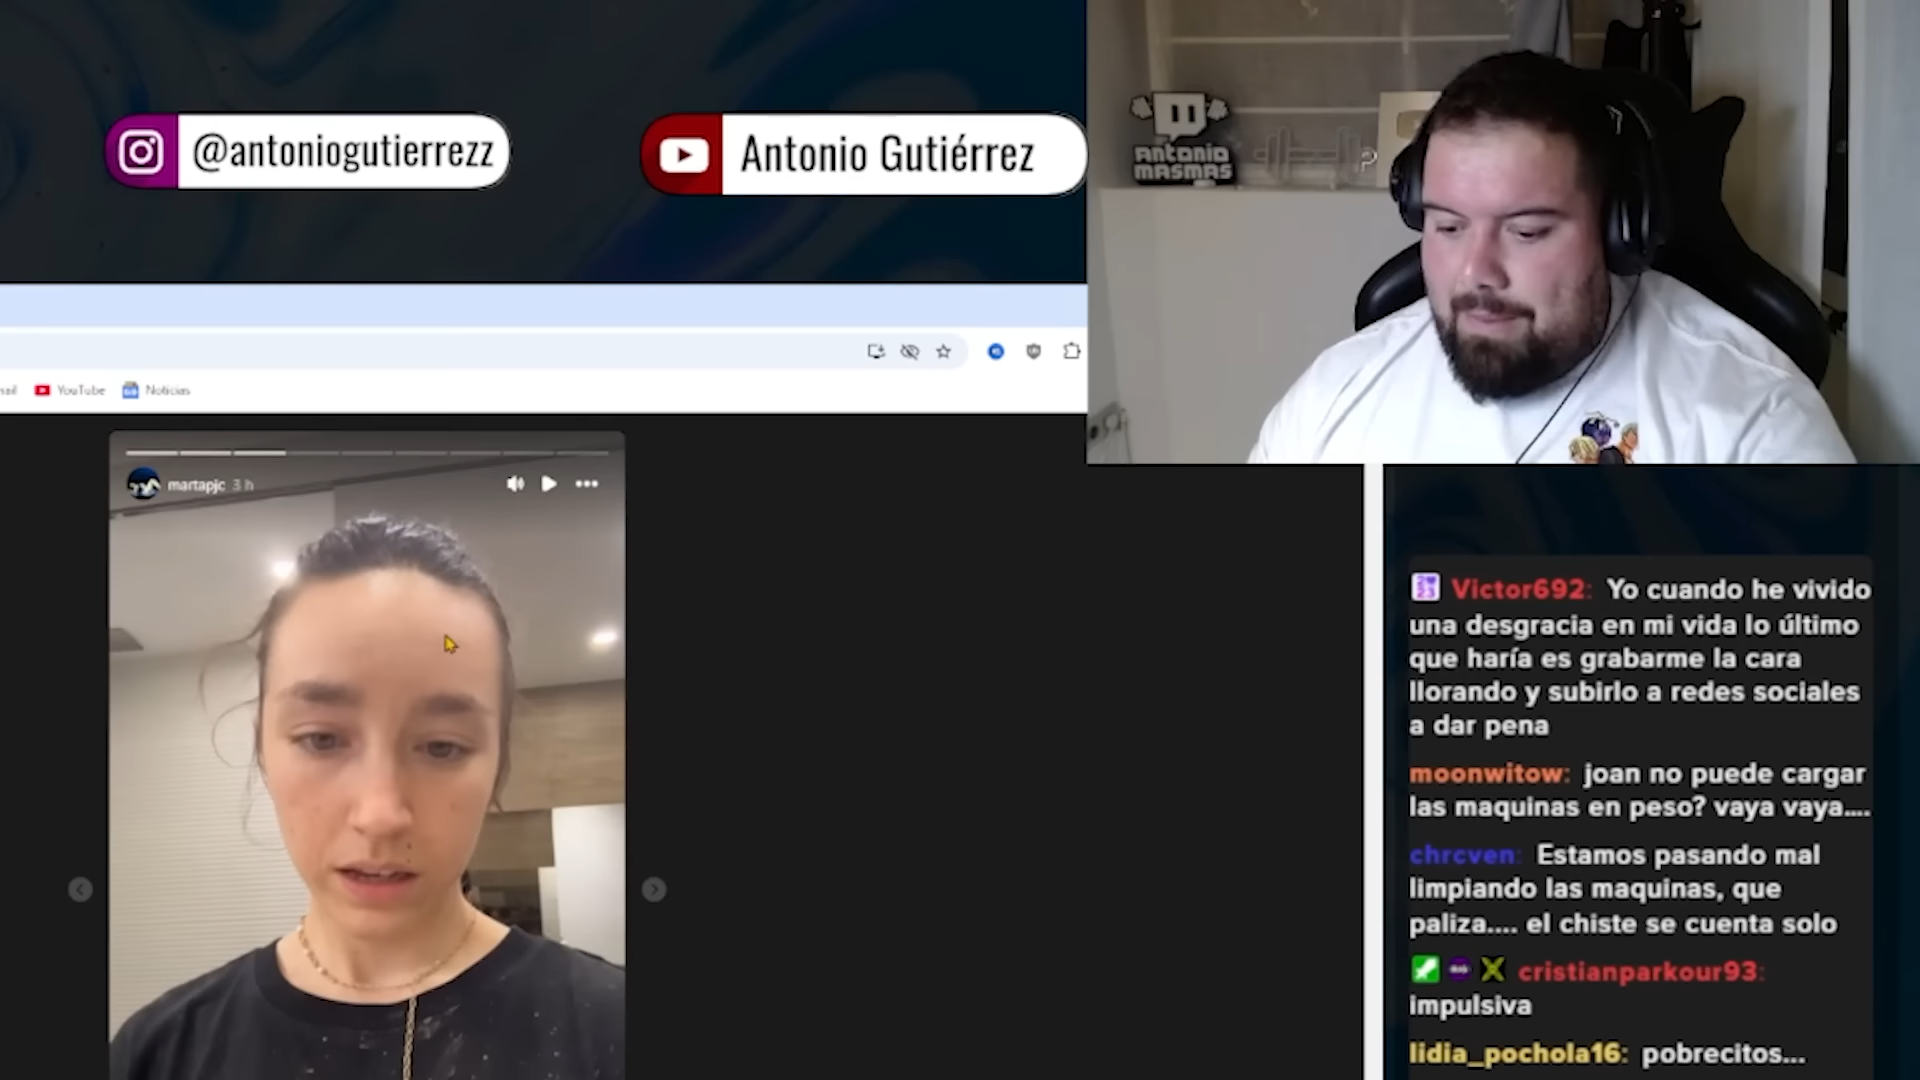 @antoniogutierrezz
Antonio Gutiérrez
antonio
masmas
YouTube
Noticias
martapjc 3 h
Victor692: Yo cuando he vivido
una desgracia en mi vida lo último
que haría es grabarme la cara
llorando y subirlo a redes sociales
a dar pena
moonwitow: joan no puede cargar
las maquinas en peso? vaya vaya....
chrcven: Estamos pasando mal
limpiando las maquinas, que
paliza.... el chiste se cuenta solo
cristianparkour93:
impulsiva
lidia_pochola16: pobrecitos...